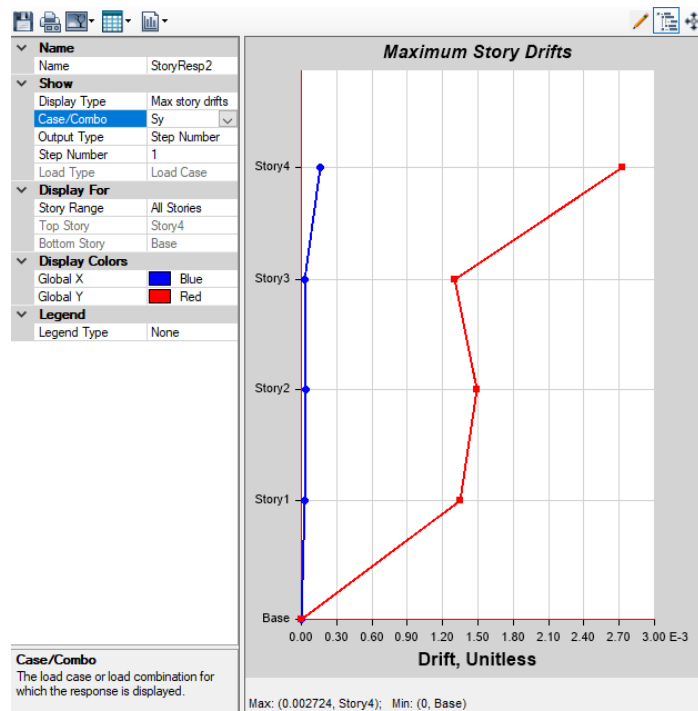 Name
Name StoryResp2
Show
Display Type Max story drifts
Case/Combo Sy
Output Type Step Number
Step Number 1
Load Type Load Case
Display For
Story Range All Stories
Top Story Story4
Bottom Story Base
Display Colors
Global X Blue
Global Y Red
Legend
Legend Type None
Case/Combo
The load case or load combination for
which the response is displayed.
Maximum Story Drifts
Story4
Story3
Story2
Story1
Base
0.00 0.30 0.60 0.90 1.20 1.50 1.80 2.10 2.40 2.70 3.00 E-3
Drift, Unitless
Max: (0.002724, Story4); Min: (0, Base)